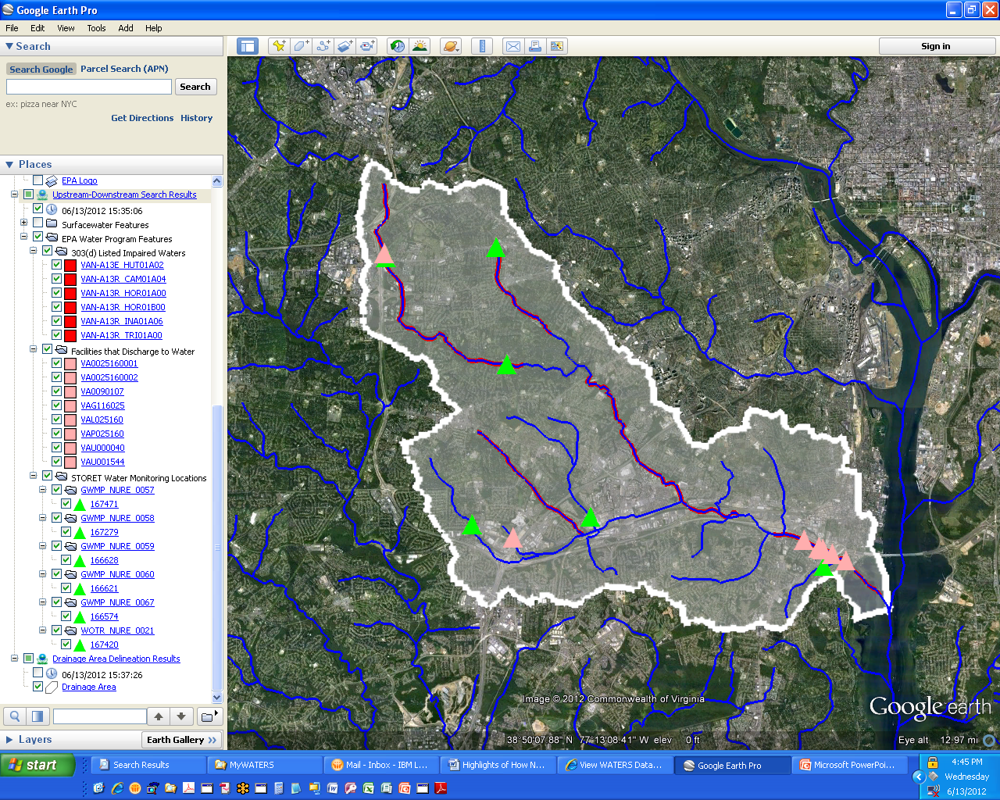 Google Earth Pro
File Edit View Tools Add Help
Search
Sign in
Search Google Parcel Search (APN)
Search
ex: pizza near NYC
Get Directions History
Places
EPA Logo
Upstream-Downstream Search Results
06/13/2012 15:35:06
Surfacewater Features
EPA Water Program Features
303(d) Listed Impaired Waters
VAN-A13E_HUT01A02
VAN-A13R_CAM01A04
VAN-A13R_HOR01A00
VAN-A13R_HOR01B00
VAN-A13R_INA01A06
VAN-A13R_TRI01A00
Facilities that Discharge to Water
VA0025160001
VA0025160002
VA0090107
VAG116025
VAL025160
VAP025160
VAU000040
VAU001544
STORET Water Monitoring Locations
GWMP_NURE_0057
167471
GWMP_NURE_0058
167279
GWMP_NURE_0059
166628
GWMP_NURE_0060
166621
GWMP_NURE_0067
166574
WOTR_NURE_0021
167420
Drainage Area Delineation Results
06/13/2012 15:37:26
Drainage Area
Layers
Earth Gallery »
Image © 2012 Commonwealth of Virginia
Google earth
38°50'07.88" N 77°13'08.41" W elev 0 ft
Eye alt 12.97 mi
start
Search Results
MyWATERS
Mail - Inbox - IBM L...
Highlights of How N...
View WATERS Data...
Google Earth Pro
Microsoft PowerPoi...
4:45 PM
Wednesday
6/13/2012